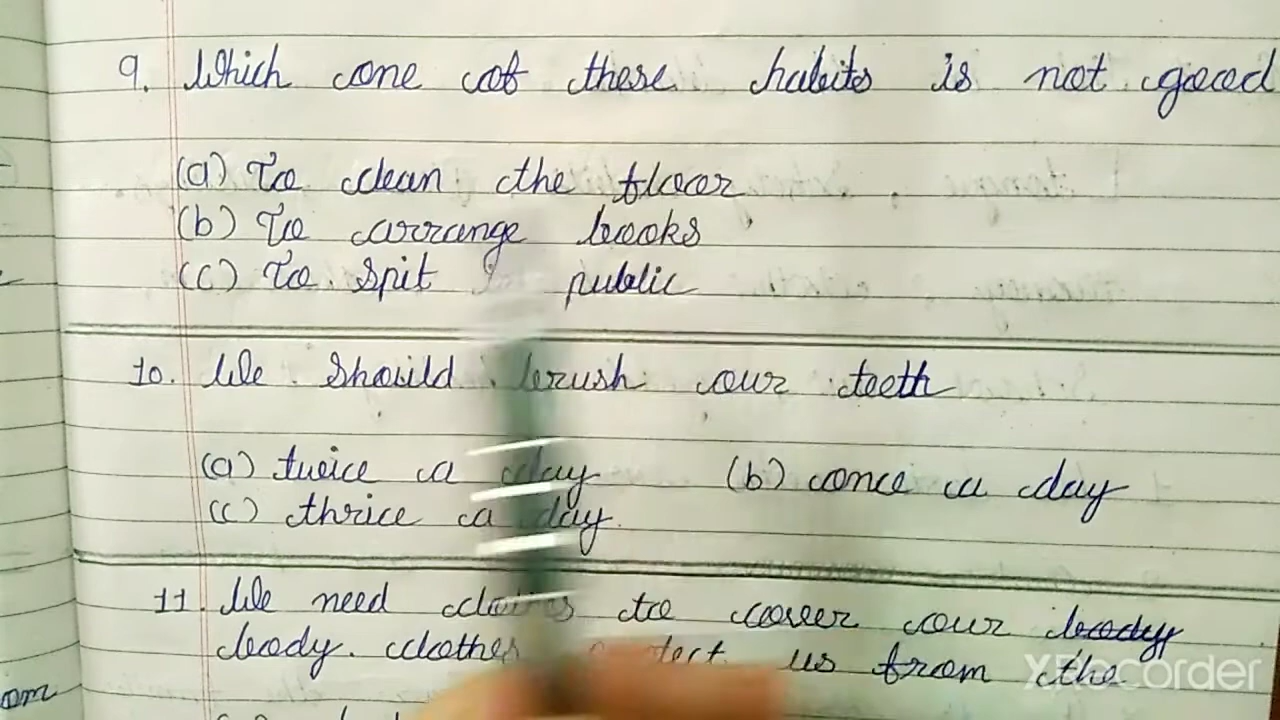 9. Which one of these habits is not good
(a) To clean the floor
(b) To arrange books
(c) To spit public
10. We should brush our teeth
(a) twice a day (b) once a day
(c) thrice a day.
11. We need clothes to cover our body
body. clothes us from the
om
XRecorder